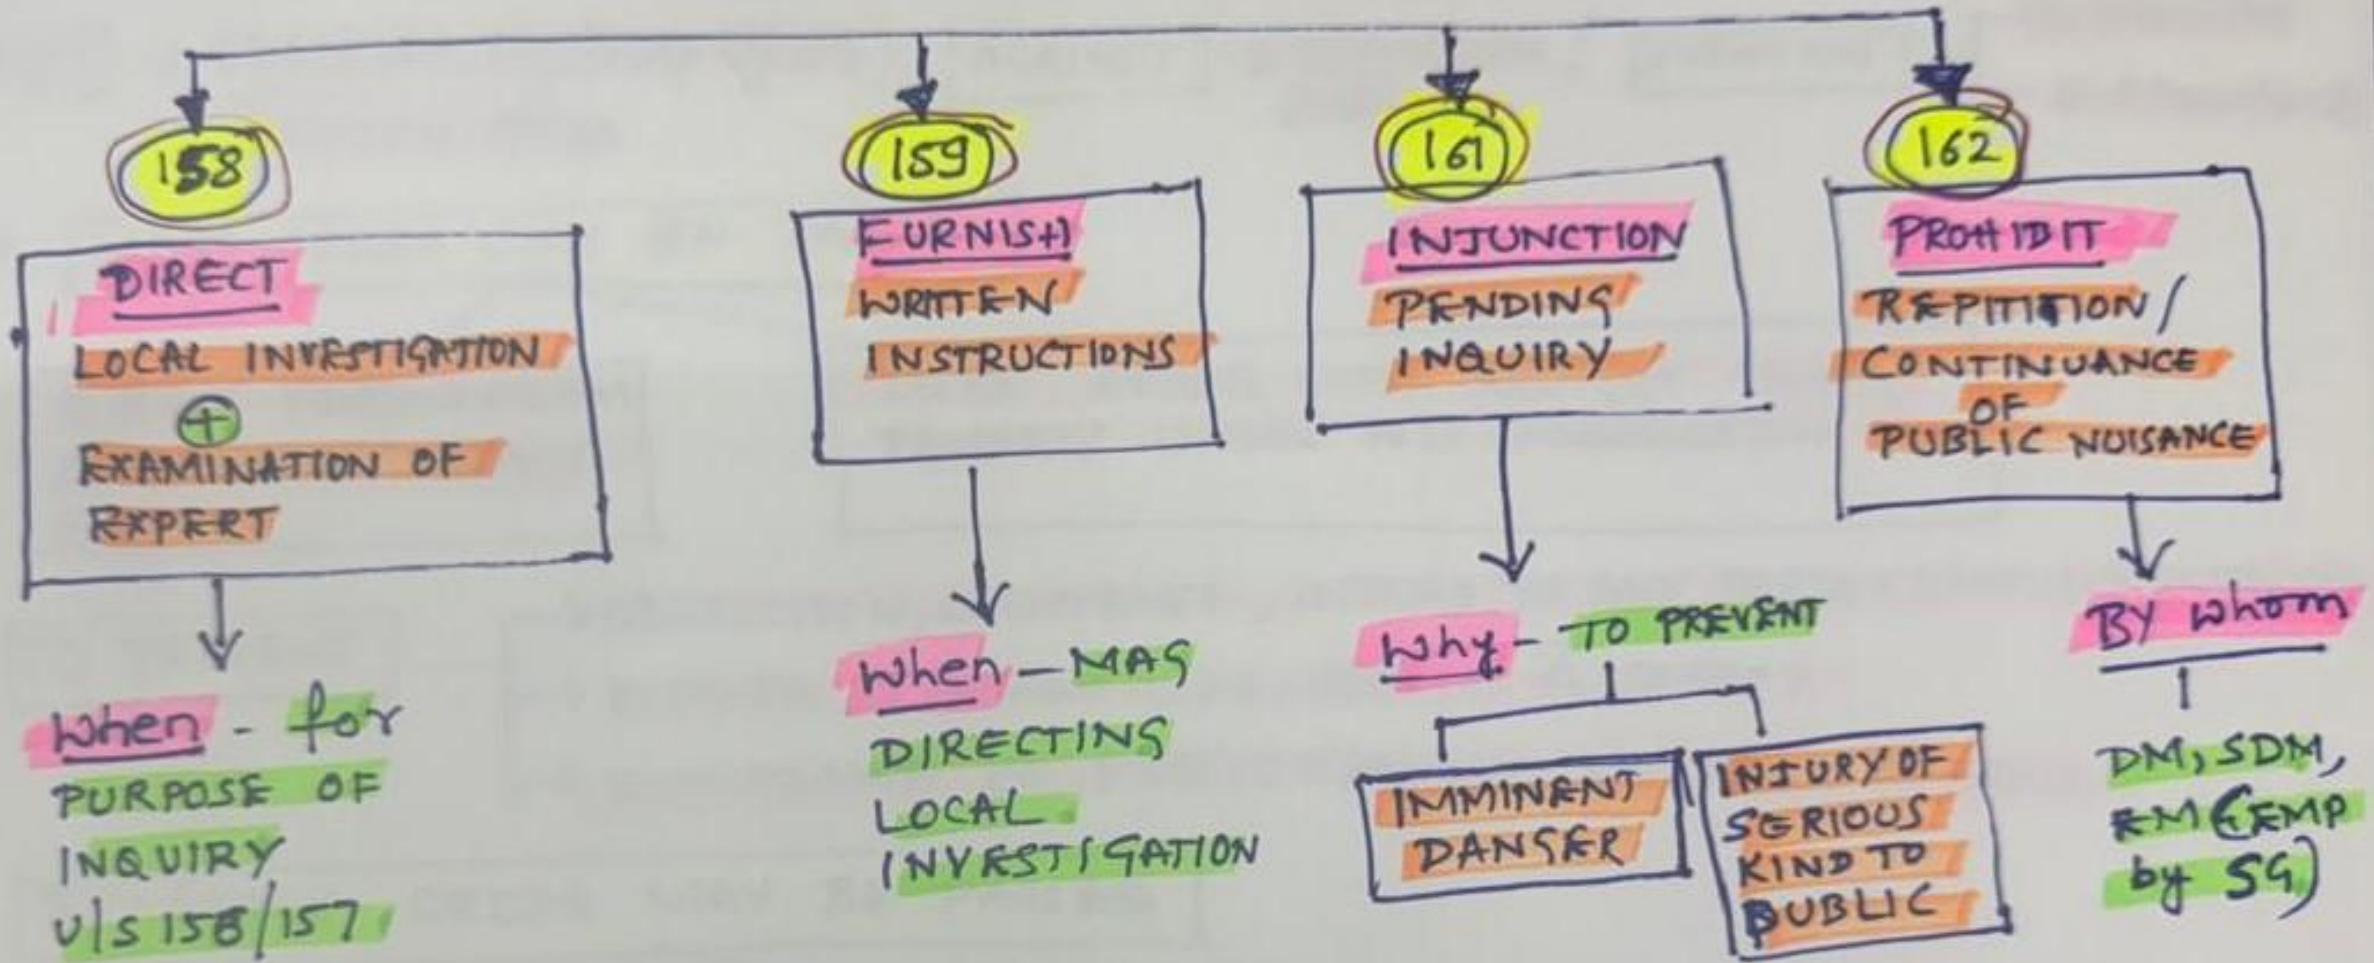 158
DIRECT
LOCAL INVESTIGATION
+
EXAMINATION OF
EXPERT
When - for
PURPOSE OF
INQUIRY
U/S 156/157
159
FURNISH
WRITTEN
INSTRUCTIONS
When - MAG
DIRECTING
LOCAL
INVESTIGATION
161
INJUNCTION
PENDING
INQUIRY
Why - TO PREVENT
IMMINENT
DANGER
INJURY OF
SERIOUS
KIND TO
PUBLIC
162
PROHIBIT
REPITITION/
CONTINUANCE
OF
PUBLIC NUISANCE
BY whom
DM, SDM,
EM (EMP
by SG)